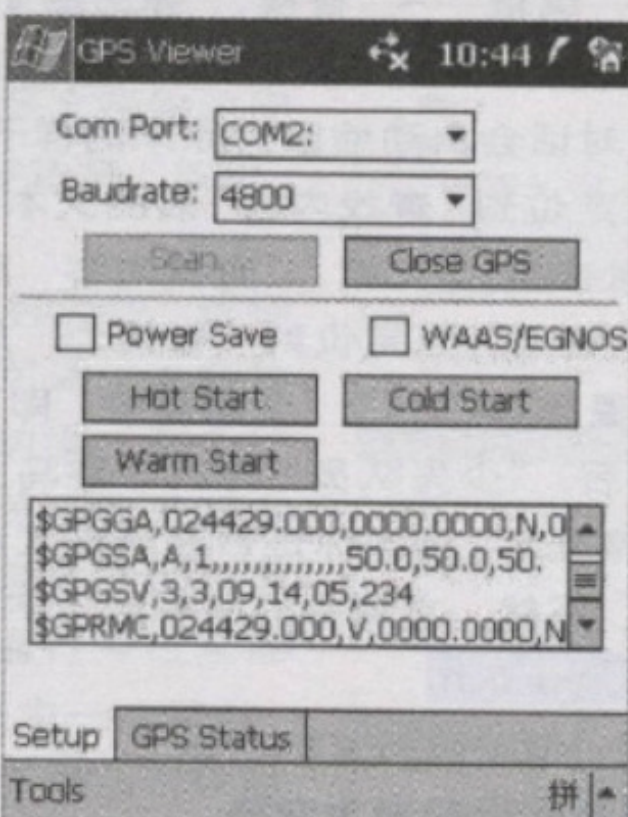 GPS Viewer 10:44
Com Port: COM2:
Baudrate: 4800
Scan... Close GPS
Power Save WAAS/EGNOS
Hot Start Cold Start
Warm Start
$GPGGA,024429.000,0000.0000,N,0
$GPGSA,A,1,,,,,,,,,,,,,50.0,50.0,50.
$GPGSV,3,3,09,14,05,234
$GPRMC,024429.000,V,0000.0000,N
Setup GPS Status
Tools 拼